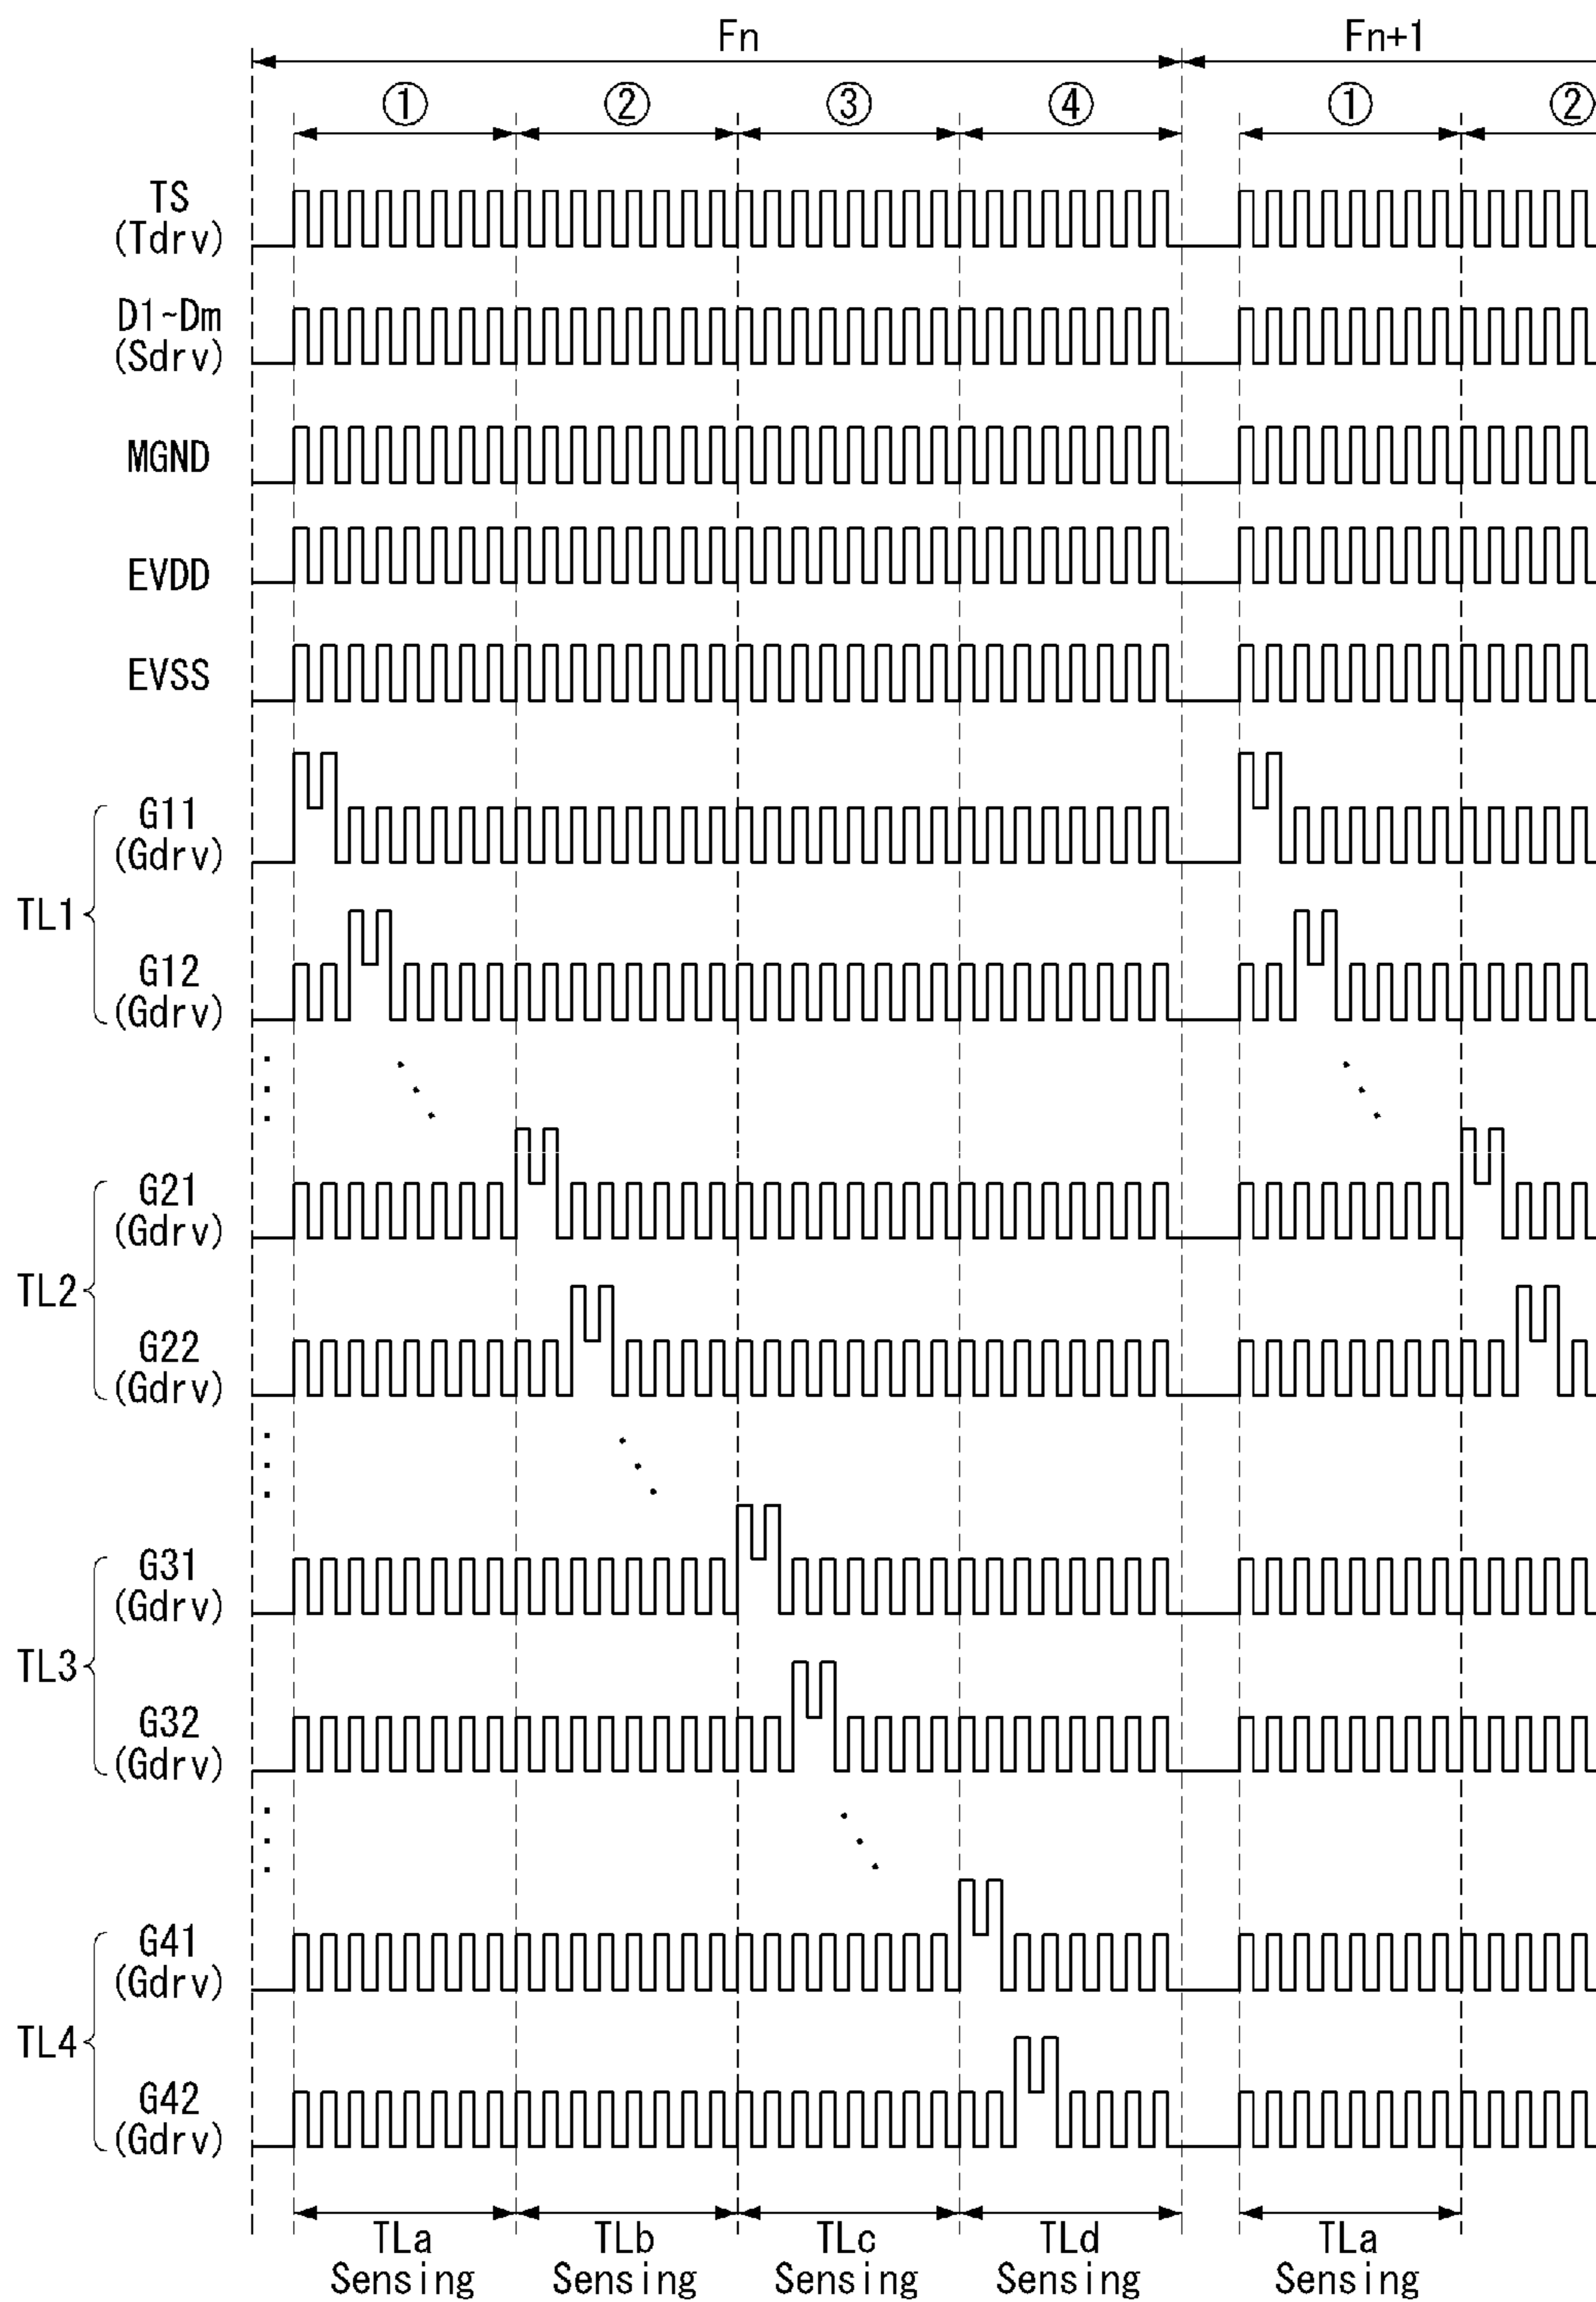 Fn
Fn+1
① ② ③ ④ ① ②
TS
(Tdrv)
D1~Dm
(Sdrv)
MGND
EVDD
EVSS
G11
(Gdrv)
TL1
G12
(Gdrv)
G21
(Gdrv)
TL2
G22
(Gdrv)
G31
(Gdrv)
TL3
G32
(Gdrv)
G41
(Gdrv)
TL4
G42
(Gdrv)
TLa
Sensing
TLb
Sensing
TLc
Sensing
TLd
Sensing
TLa
Sensing